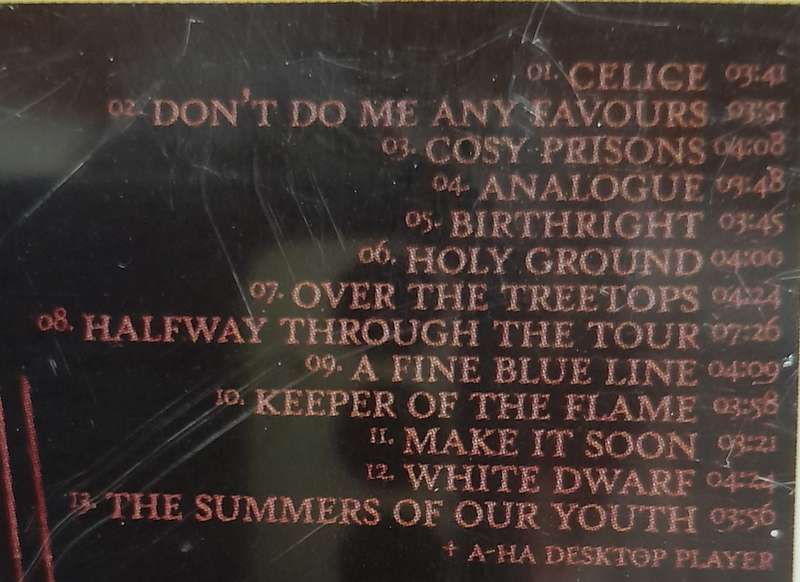 01. CELICE 03:41
02. DON'T DO ME ANY FAVOURS 03:51
03. COSY PRISONS 04:08
04. ANALOGUE 03:48
05. BIRTHRIGHT 03:45
06. HOLY GROUND 04:00
07. OVER THE TREETOPS 04:24
08. HALFWAY THROUGH THE TOUR 07:26
09. A FINE BLUE LINE 04:09
10. KEEPER OF THE FLAME 03:58
11. MAKE IT SOON 03:21
12. WHITE DWARF 04:24
13. THE SUMMERS OF OUR YOUTH 03:56
+ A-HA DESKTOP PLAYER